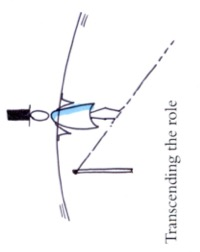 Transcending the role